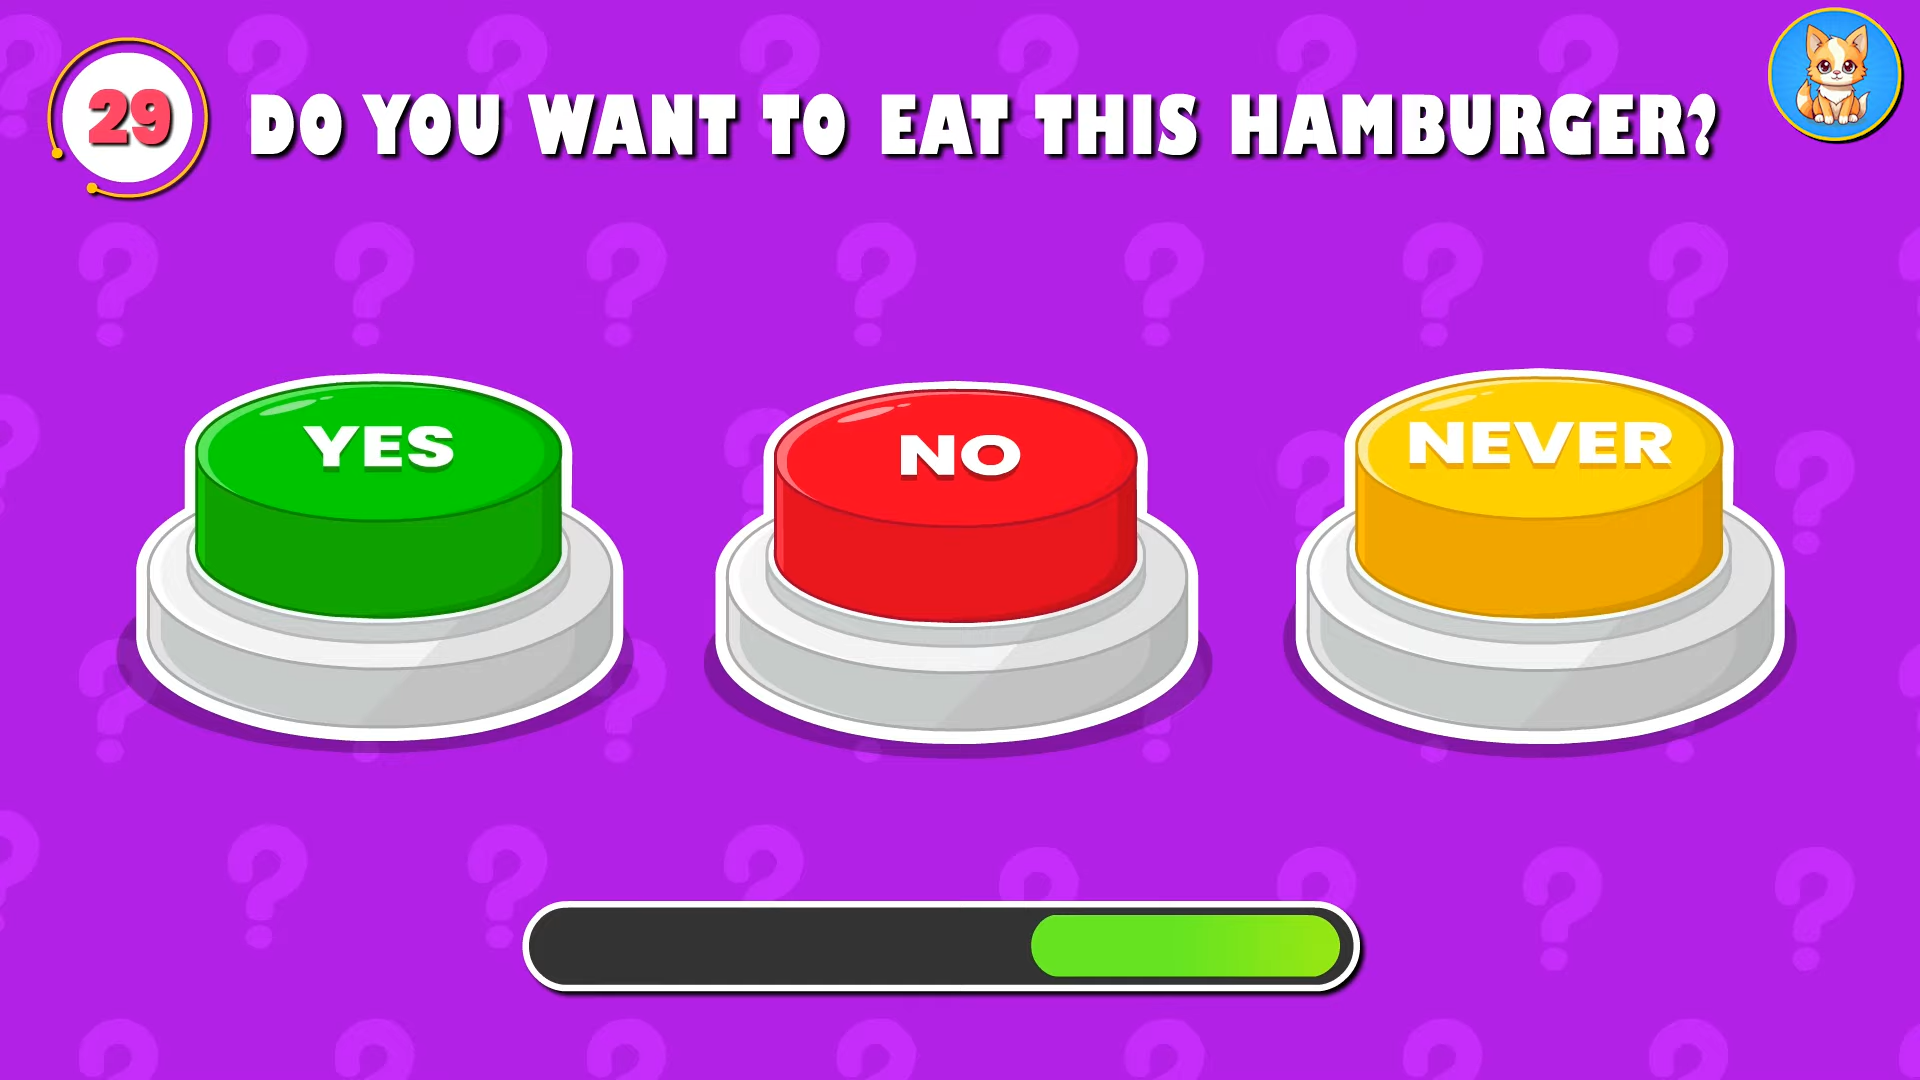 29
DO YOU WANT TO EAT THIS HAMBURGER?
YES
NO
NEVER